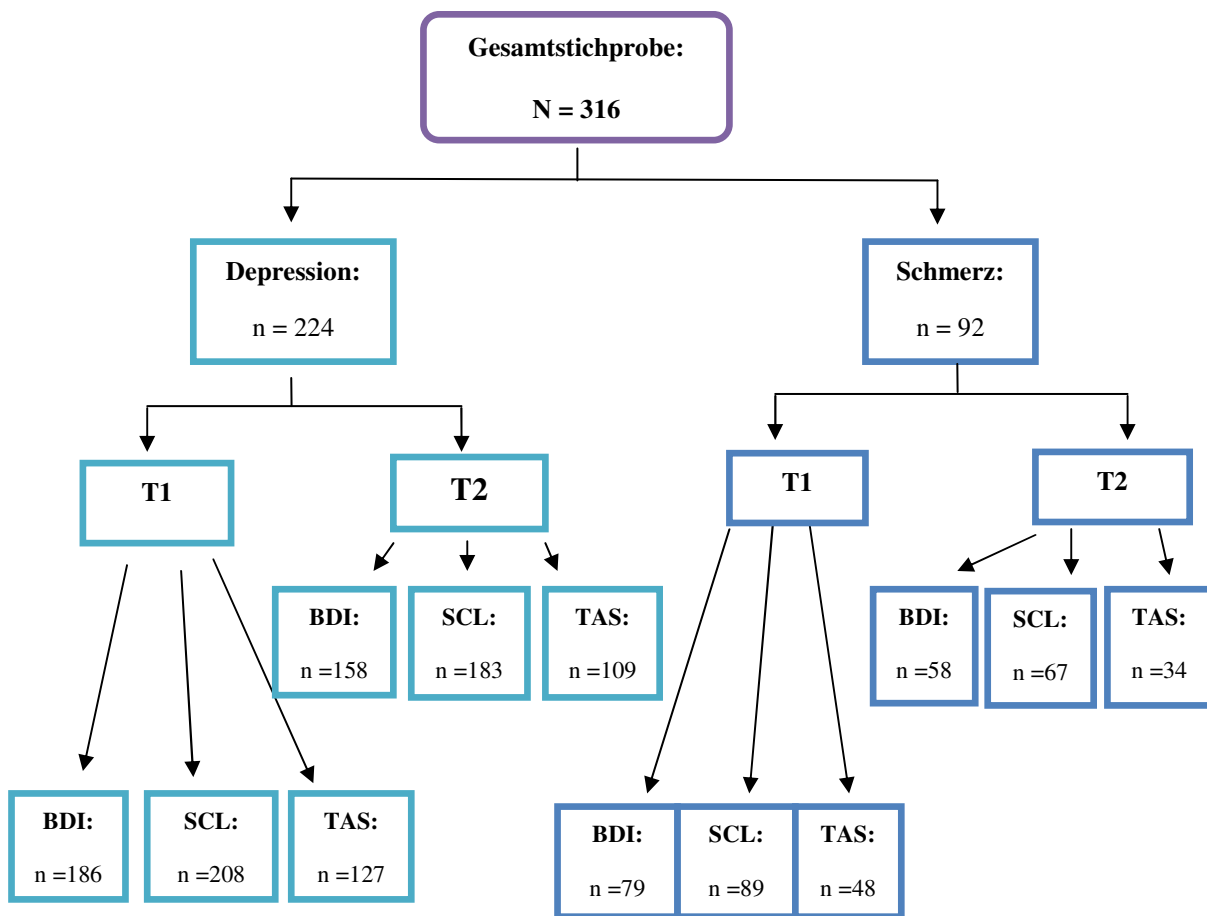 Gesamtstichprobe:
N = 316
Depression:
n = 224
Schmerz:
n = 92
T1
T2
T1
T2
BDI:
n =158
SCL:
n =183
TAS:
n =109
BDI:
n =58
SCL:
n =67
TAS:
n =34
BDI:
n =186
SCL:
n =208
TAS:
n =127
BDI:
n =79
SCL:
n =89
TAS:
n =48